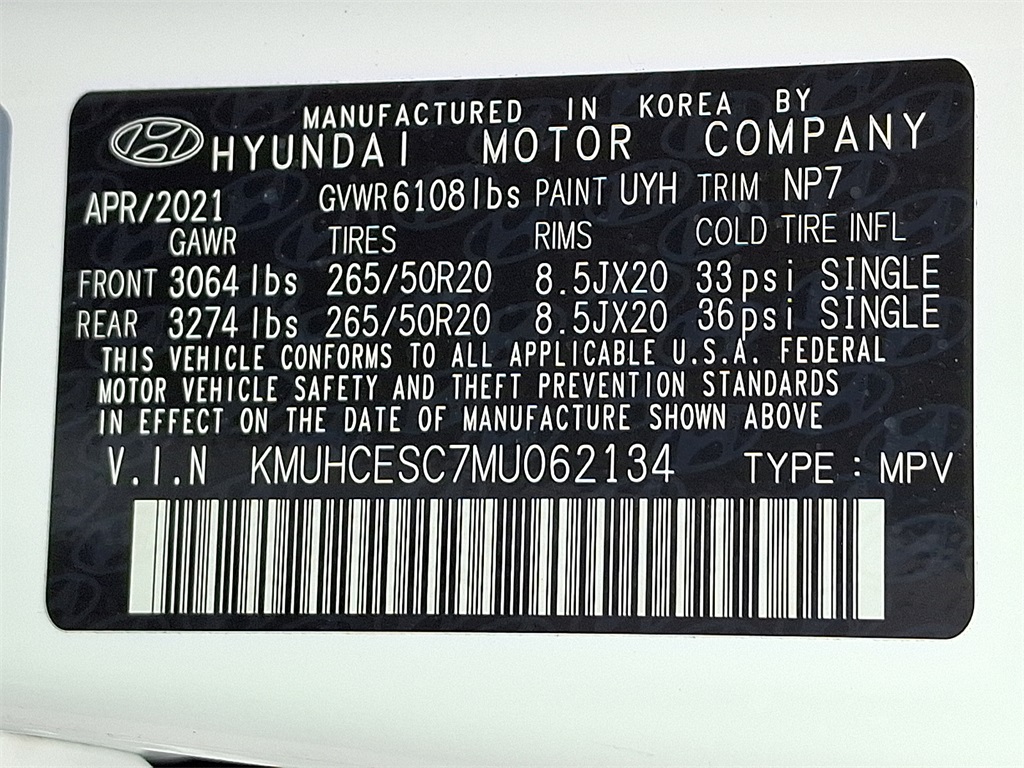 MANUFACTURED IN KOREA BY
HYUNDAI MOTOR COMPANY
APR/2021 GVWR 6108 lbs PAINT UYH TRIM NP7
GAWR TIRES RIMS COLD TIRE INFL
FRONT 3064 lbs 265/50R20 8.5JX20 33 psi SINGLE
REAR 3274 lbs 265/50R20 8.5JX20 36 psi SINGLE
THIS VEHICLE CONFORMS TO ALL APPLICABLE U.S.A. FEDERAL
MOTOR VEHICLE SAFETY AND THEFT PREVENTION STANDARDS
IN EFFECT ON THE DATE OF MANUFACTURE SHOWN ABOVE
V.I.N KMUHCESC7MU062134 TYPE : MPV